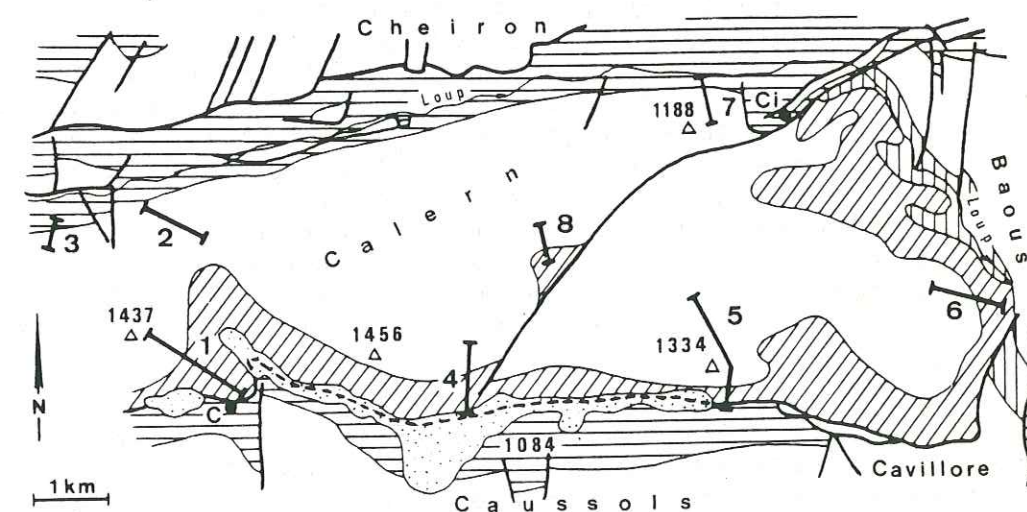 Cheiron
Loup
1188
7
Ci
Calern
Baous
Loup
3
2
8
1437
1456
1334
5
6
1
4
N
C
1084
1km
Cavillore
Caussols